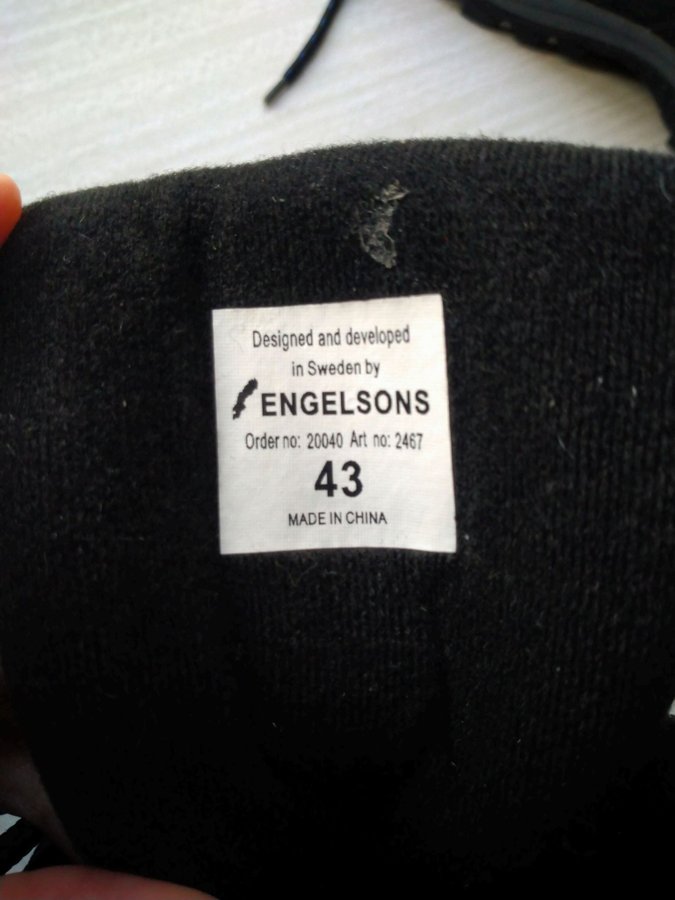 Designed and developed
in Sweden by
ENGELSONS
Order no: 20040 Art no: 2467
43
MADE IN CHINA